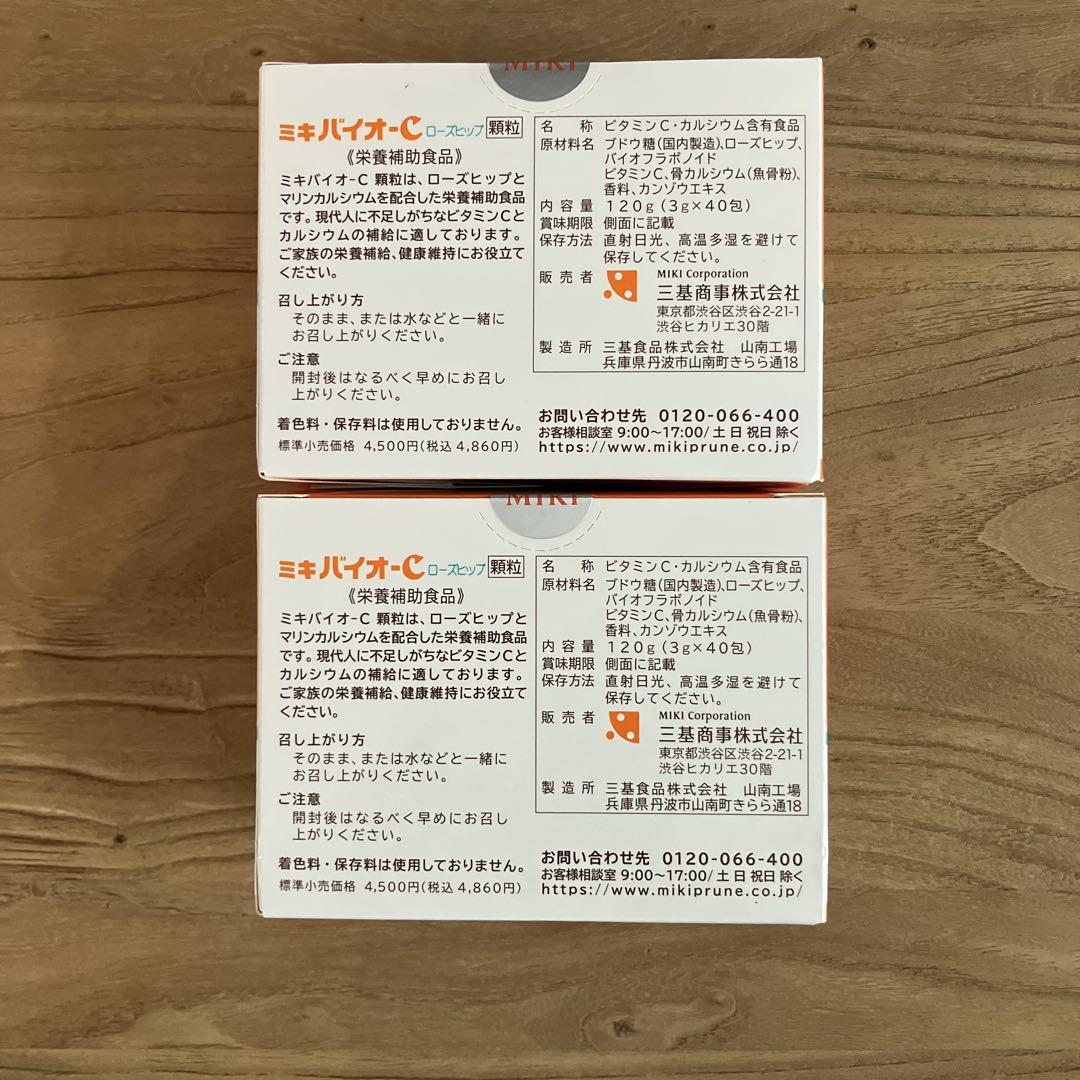 MIKI
ミキ バイオ-C ローズヒップ 顆粒
《栄養補助食品》
ミキバイオ-C 顆粒は、ローズヒップと
マリンカルシウムを配合した栄養補助食品
です。現代人に不足しがちなビタミンCと
カルシウムの補給に適しております。
ご家族の栄養補給、健康維持にお役立て
ください。
召し上がり方
そのまま、または水などと一緒に
お召し上がりください。
ご注意
開封後はなるべく早めにお召し
上がりください。
着色料・保存料は使用しておりません。
標準小売価格 4,500円(税込4,860円)
名 称 ビタミンC・カルシウム含有食品
原材料名 ブドウ糖(国内製造)、ローズヒップ、
バイオフラボノイド
ビタミンC、骨カルシウム(魚骨粉)、
香料、カンゾウエキス
内容量 120g(3g×40包)
賞味期限 側面に記載
保存方法 直射日光、高温多湿を避けて
保存してください。
販売者 MIKI Corporation
三基商事株式会社
東京都渋谷区渋谷2-21-1
渋谷ヒカリエ30階
製造所 三基食品株式会社 山南工場
兵庫県丹波市山南町きらら通18
お問い合わせ先 0120-066-400
お客様相談室 9:00〜17:00/土 日 祝日 除く
https://www.mikiprune.co.jp/
MIKI
ミキ バイオ-C ローズヒップ 顆粒
《栄養補助食品》
ミキバイオ-C 顆粒は、ローズヒップと
マリンカルシウムを配合した栄養補助食品
です。現代人に不足しがちなビタミンCと
カルシウムの補給に適しております。
ご家族の栄養補給、健康維持にお役立て
ください。
召し上がり方
そのまま、または水などと一緒に
お召し上がりください。
ご注意
開封後はなるべく早めにお召し
上がりください。
着色料・保存料は使用しておりません。
標準小売価格 4,500円(税込4,860円)
名 称 ビタミンC・カルシウム含有食品
原材料名 ブドウ糖(国内製造)、ローズヒップ、
バイオフラボノイド
ビタミンC、骨カルシウム(魚骨粉)、
香料、カンゾウエキス
内容量 120g(3g×40包)
賞味期限 側面に記載
保存方法 直射日光、高温多湿を避けて
保存してください。
販売者 MIKI Corporation
三基商事株式会社
東京都渋谷区渋谷2-21-1
渋谷ヒカリエ30階
製造所 三基食品株式会社 山南工場
兵庫県丹波市山南町きらら通18
お問い合わせ先 0120-066-400
お客様相談室 9:00〜17:00/土 日 祝日 除く
https://www.mikiprune.co.jp/